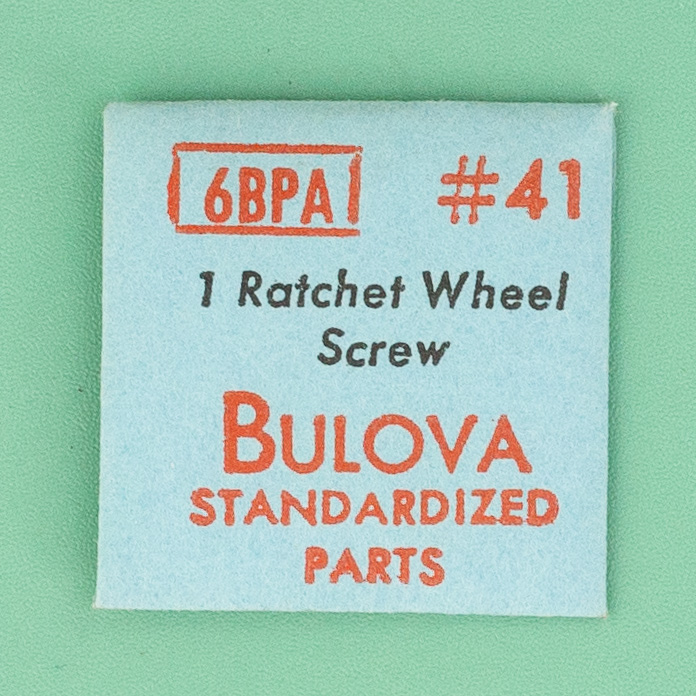 6BPA #41
1 Ratchet Wheel
Screw
BULOVA
STANDARDIZED
PARTS